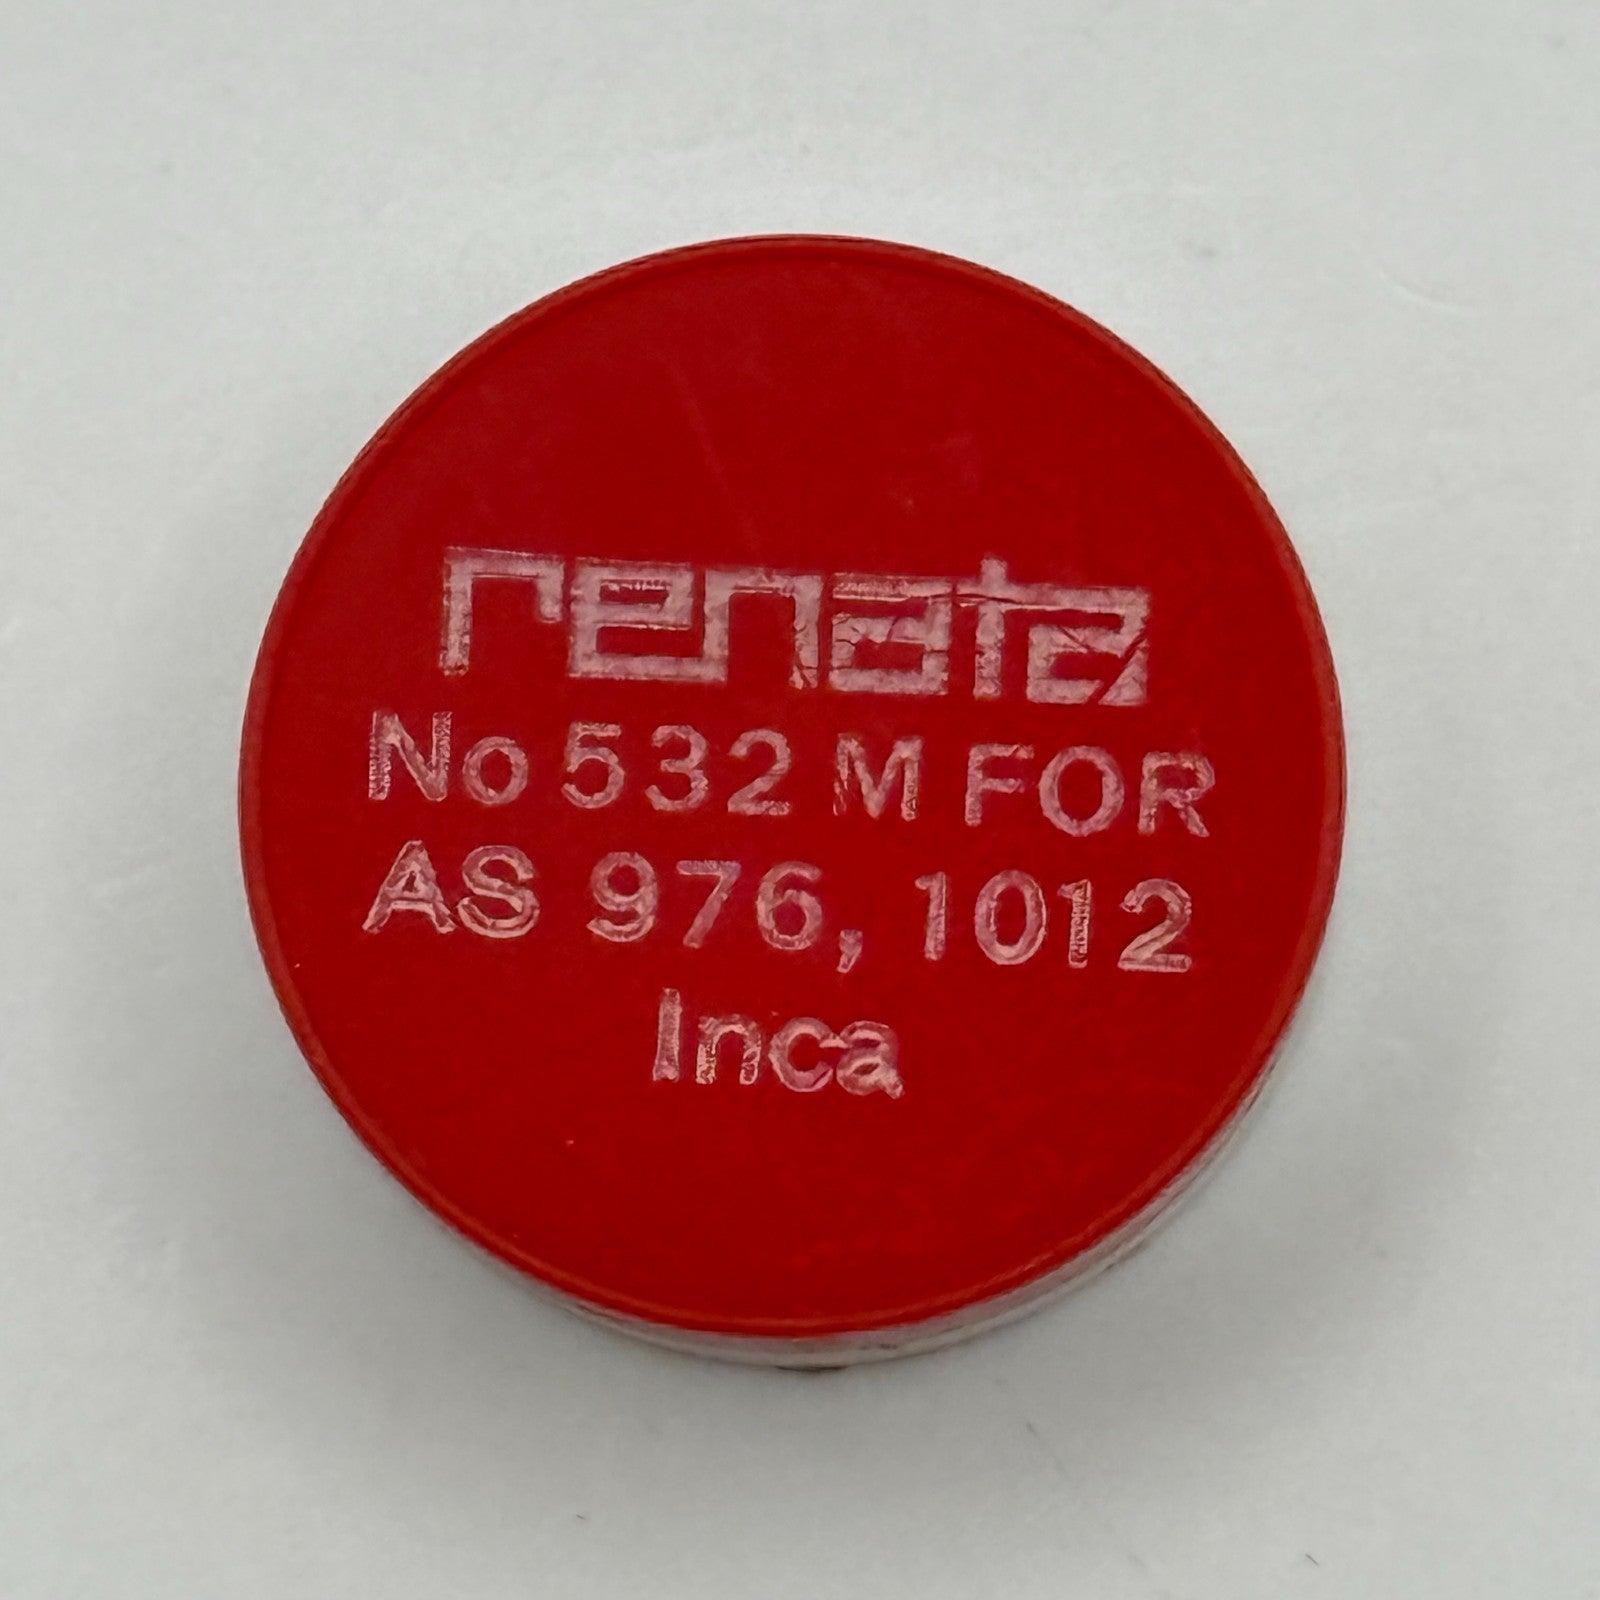 renata
No 532 M FOR
AS 976, 1012
Inca